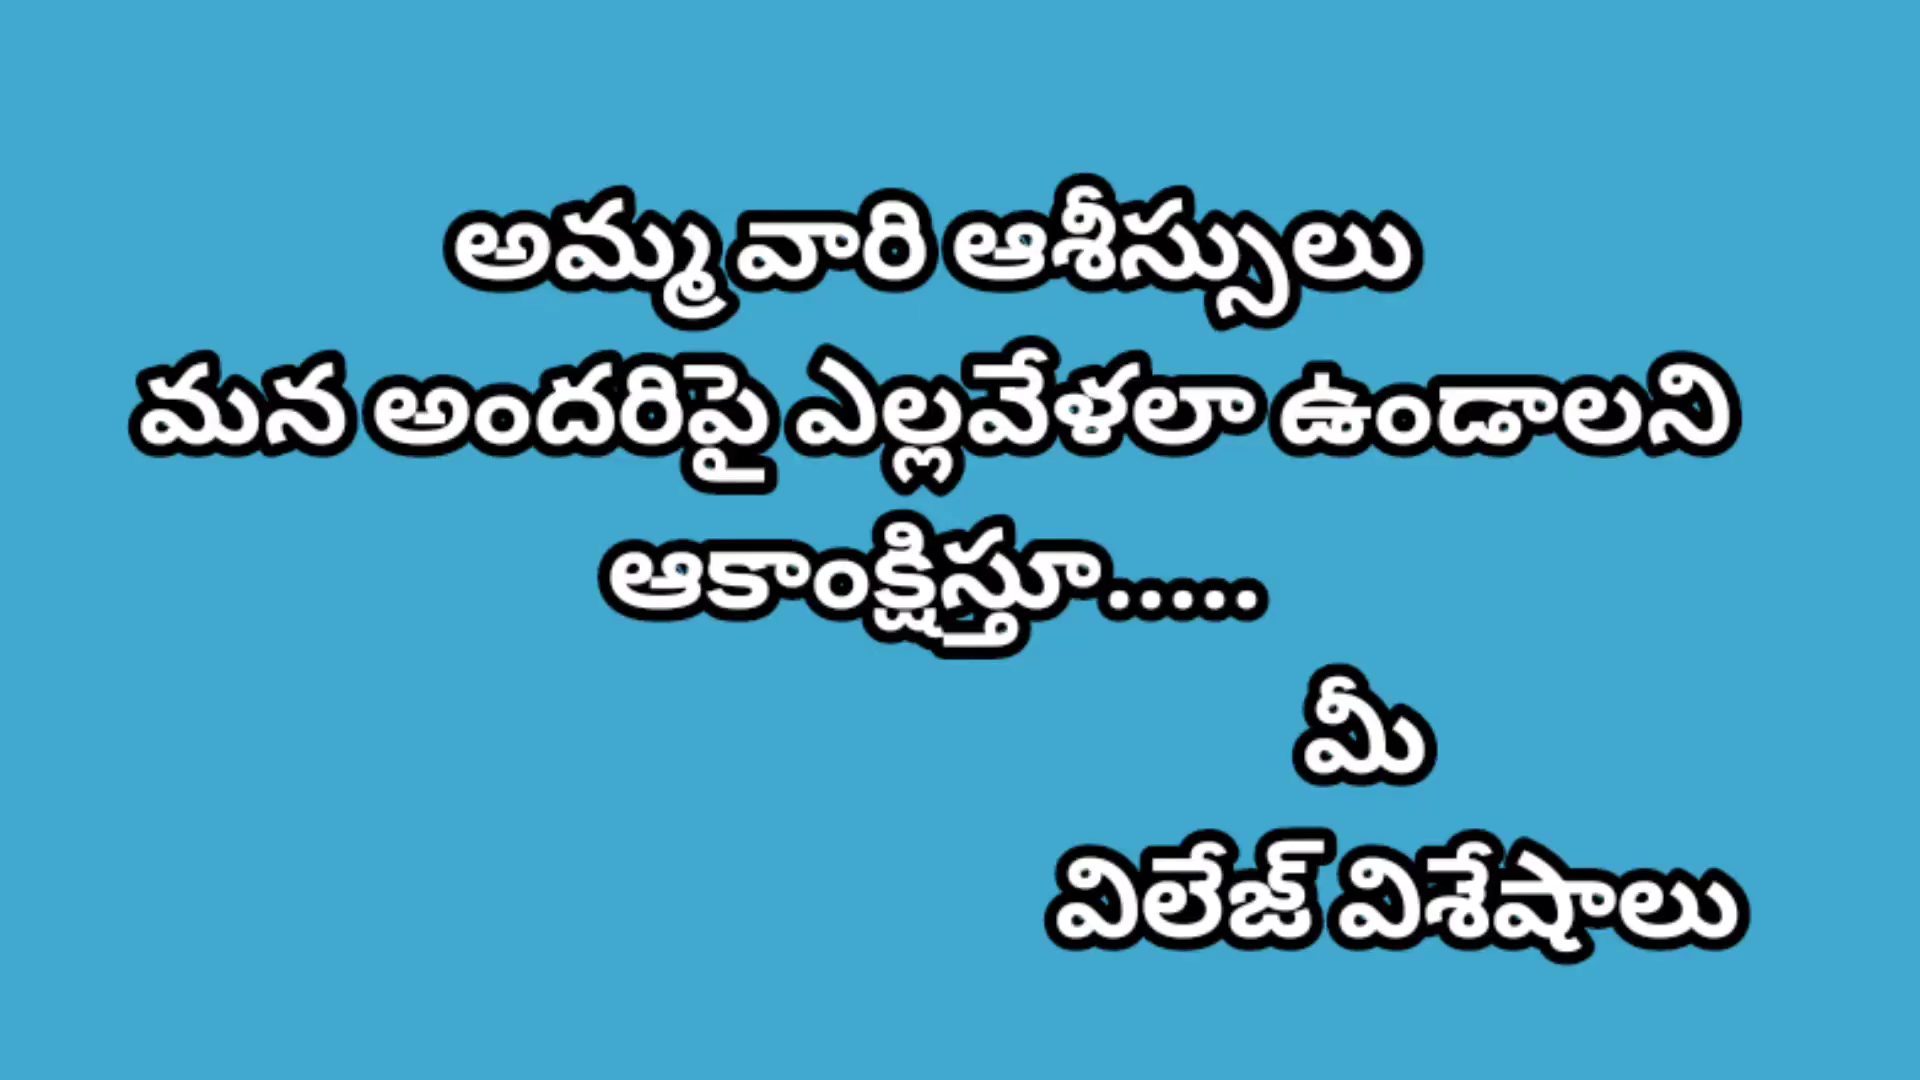 అమ్మ వారి ఆశీస్సులు
మన అందరిపై ఎల్లవేళలా ఉండాలని
ఆకాంక్షిస్తూ.....
మీ
విలేజ్ విశేషాలు